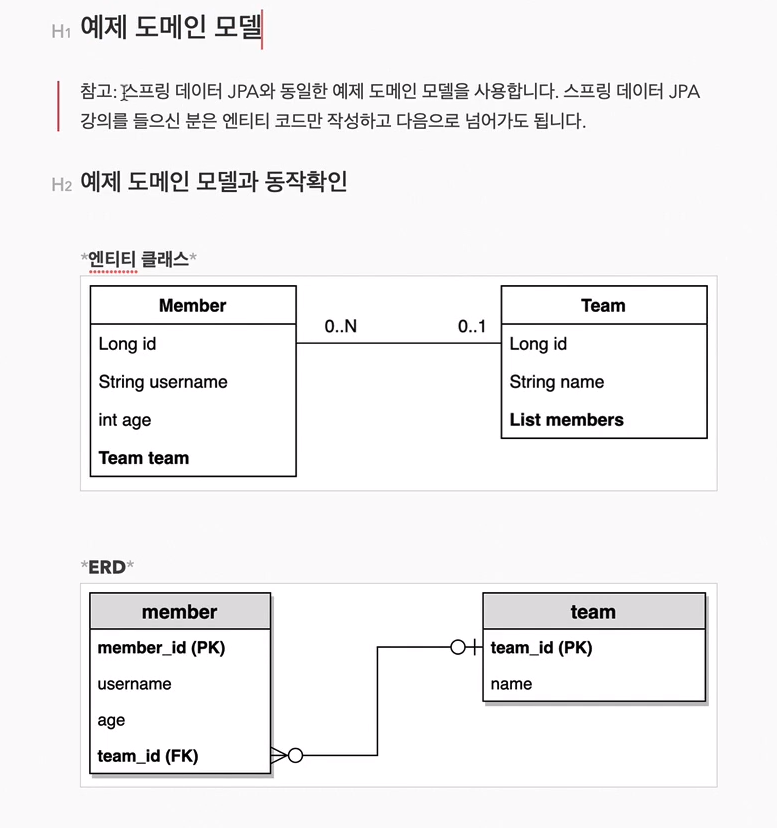 H1 예제 도메인 모델
참고: 스프링 데이터 JPA와 동일한 예제 도메인 모델을 사용합니다. 스프링 데이터 JPA
강의를 들으신 분은 엔티티 코드만 작성하고 다음으로 넘어가도 됩니다.
H2 예제 도메인 모델과 동작확인
*엔티티 클래스*
Member
Long id
String username
int age
Team team
0..N
0..1
Team
Long id
String name
List members
*ERD*
member
member_id (PK)
username
age
team_id (FK)
team
team_id (PK)
name